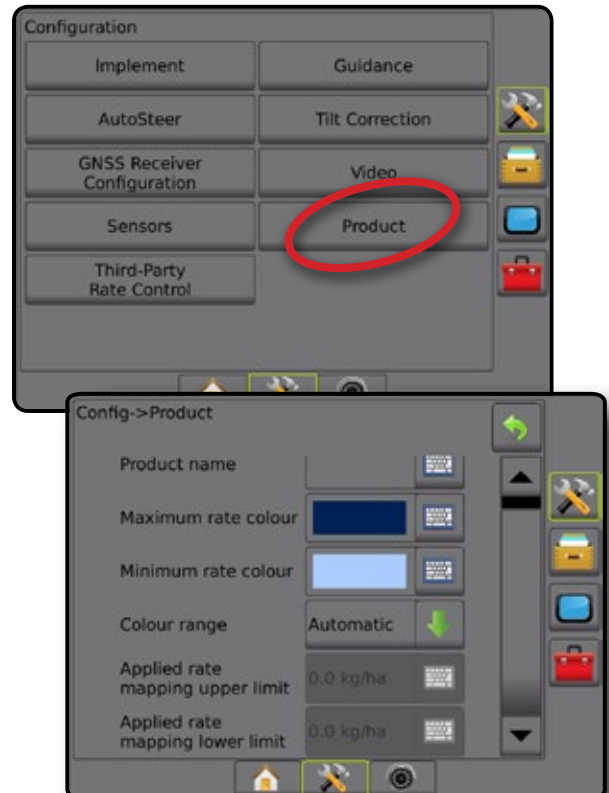 Configuration
Implement
Guidance
AutoSteer
Tilt Correction
GNSS Receiver
Configuration
Video
Sensors
Product
Third-Party
Rate Control
Config->Product
Product name
Maximum rate colour
Minimum rate colour
Colour range
Automatic
Applied rate
mapping upper limit
0.0 kg/ha
Applied rate
mapping lower limit
0.0 kg/ha